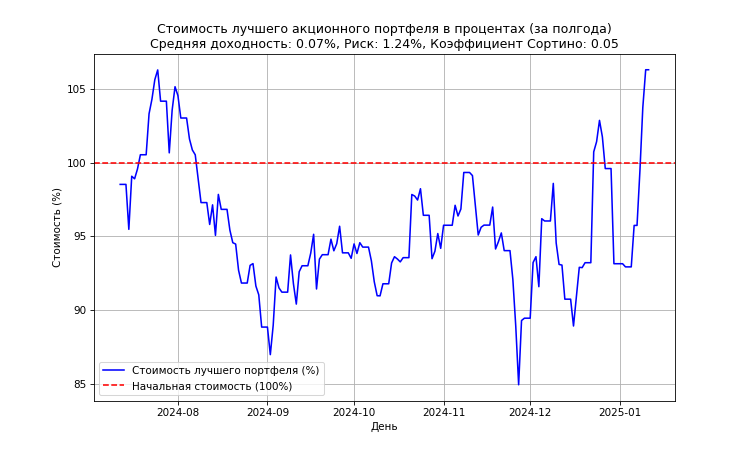 Стоимость лучшего акционного портфеля в процентах (за полгода)
Средняя доходность: 0.07%, Риск: 1.24%, Коэффициент Сортино: 0.05
Стоимость (%)
105
100
95
90
85
Стоимость лучшего портфеля (%)
Начальная стоимость (100%)
2024-08
2024-09
2024-10
2024-11
2024-12
2025-01
День